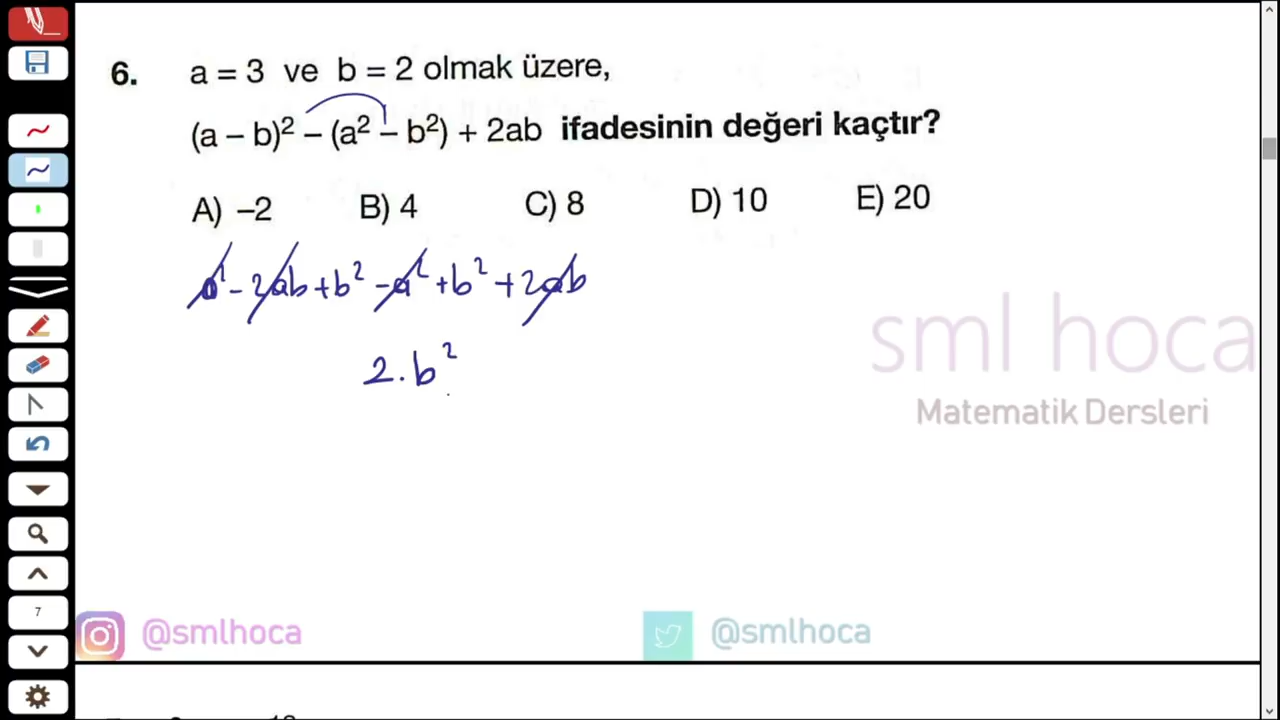 6. a = 3 ve b = 2 olmak üzere,
(a – b)² – (a² – b²) + 2ab ifadesinin değeri kaçtır?
A) –2 B) 4 C) 8 D) 10 E) 20
a² - 2ab + b² - a² + b² + 2ab
2.b²
sml hoca
Matematik Dersleri
7
@smlhoca @smlhoca